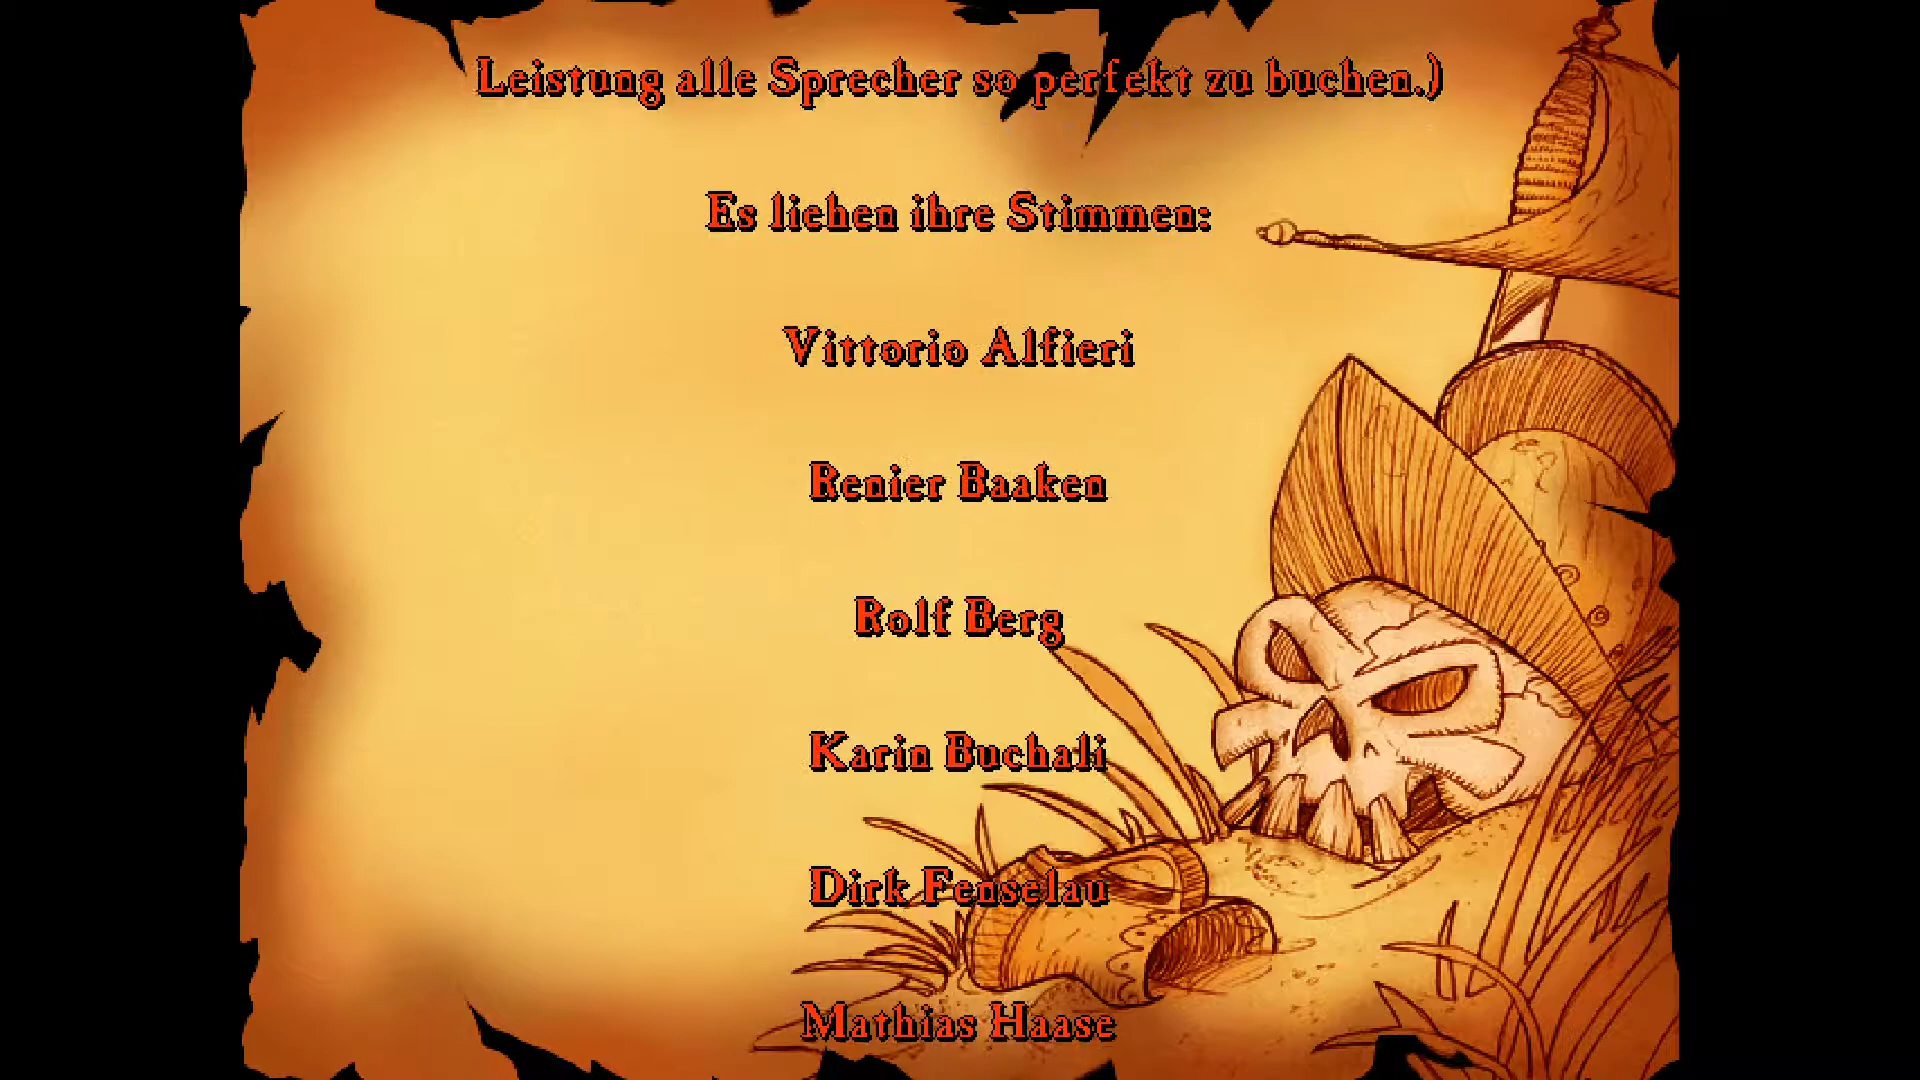 Leistung alle Sprecher so perfekt zu buchen.)
Es liehen ihre Stimmen:
Vittorio Alfieri
Renier Baaken
Rolf Berg
Karin Buchali
Dirk Fenselau
Mathias Haase